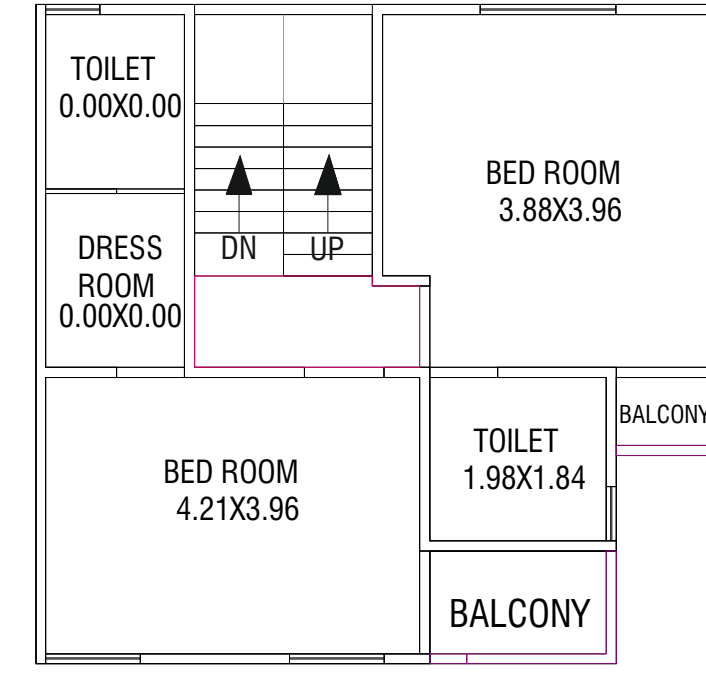 TOILET
0.00X0.00
BED ROOM
3.88X3.96
DRESS
ROOM
0.00X0.00
DN
UP
BALCONY
TOILET
1.98X1.84
BED ROOM
4.21X3.96
BALCONY